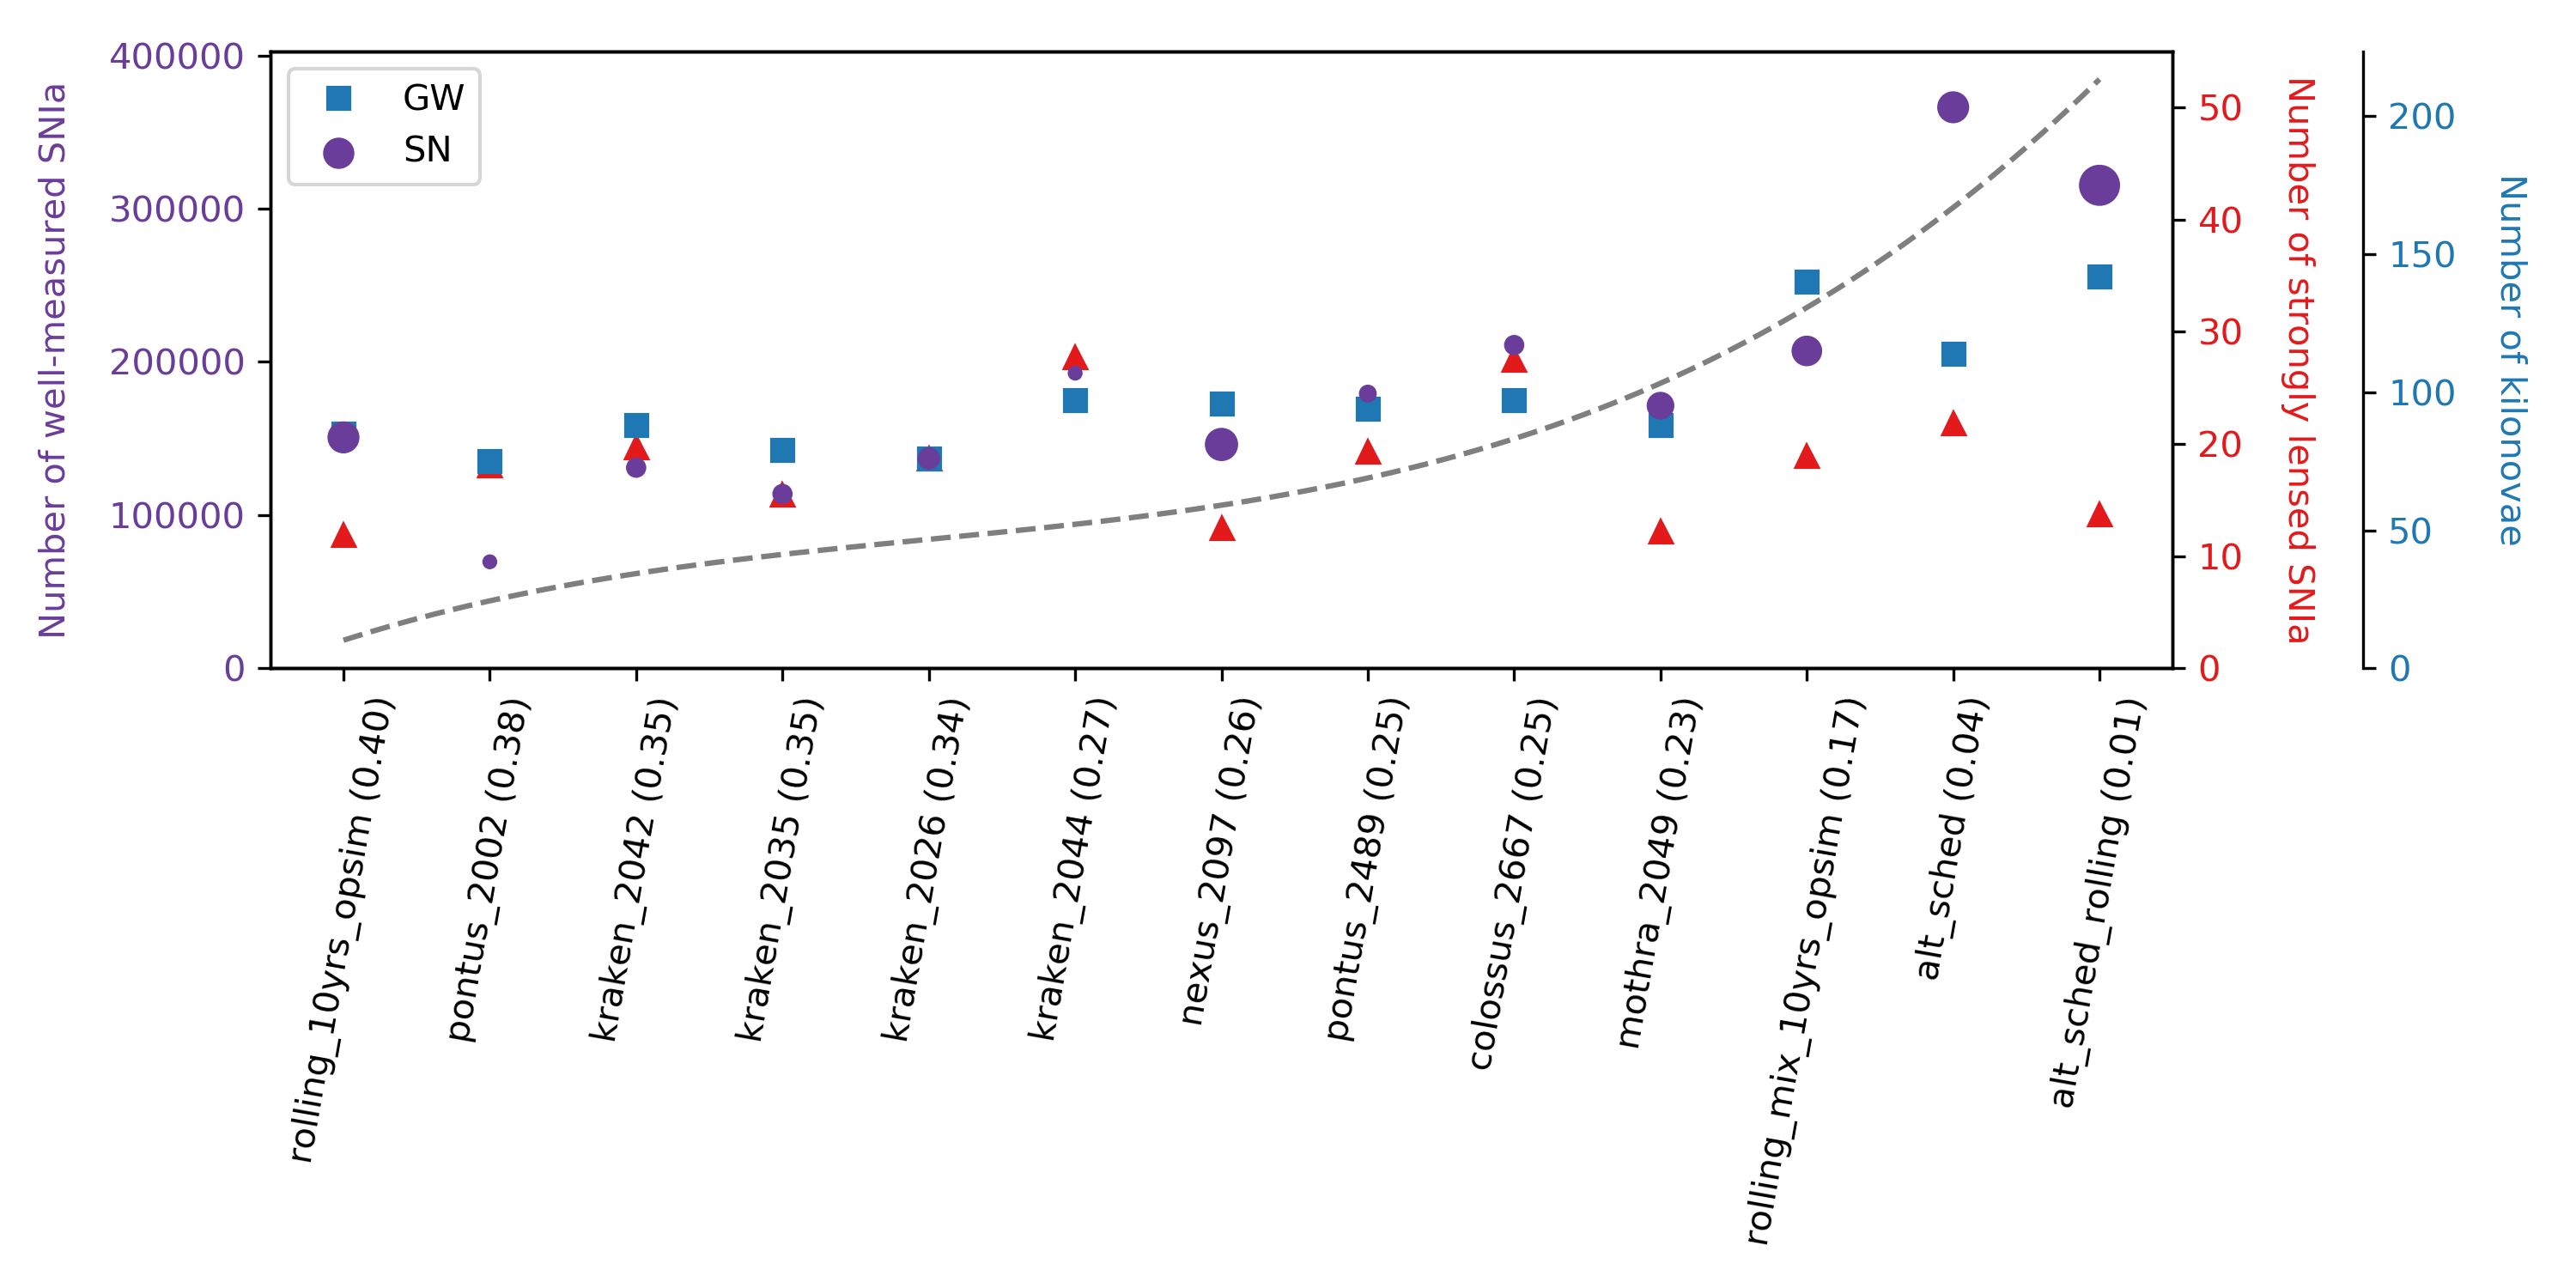 Number of well-measured SNIa
400000
300000
200000
100000
0
GW
SN
50
40
30
20
10
0
Number of strongly lensed SNIa
200
150
100
50
0
Number of kilonovae
rolling_10yrs_opsim (0.40)
pontus_2002 (0.38)
kraken_2042 (0.35)
kraken_2035 (0.35)
kraken_2026 (0.34)
kraken_2044 (0.27)
nexus_2097 (0.26)
pontus_2489 (0.25)
colossus_2667 (0.25)
mothra_2049 (0.23)
rolling_mix_10yrs_opsim (0.17)
alt_sched (0.04)
alt_sched_rolling (0.01)